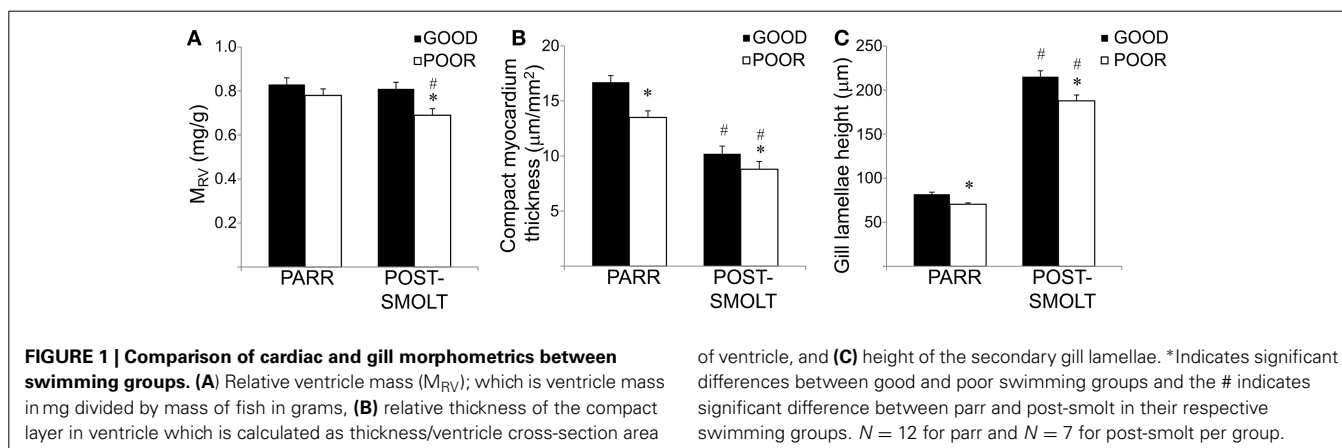 A
GOOD
POOR
1.0
0.8
0.6
0.4
0.2
M_RV (mg/g)
#
*
PARR
POST-
SMOLT
B
GOOD
POOR
20
15
10
5
Compact myocardium
thickness (μm/mm²)
*
#
#
*
PARR
POST-
SMOLT
C
GOOD
POOR
250
200
150
100
50
Gill lamellae height (μm)
*
#
#
*
PARR
POST-
SMOLT
FIGURE 1 | Comparison of cardiac and gill morphometrics between
swimming groups. (A) Relative ventricle mass (M_RV); which is ventricle mass
in mg divided by mass of fish in grams, (B) relative thickness of the compact
layer in ventricle which is calculated as thickness/ventricle cross-section area
of ventricle, and (C) height of the secondary gill lamellae. *Indicates significant
differences between good and poor swimming groups and the # indicates
significant difference between parr and post-smolt in their respective
swimming groups. N = 12 for parr and N = 7 for post-smolt per group.